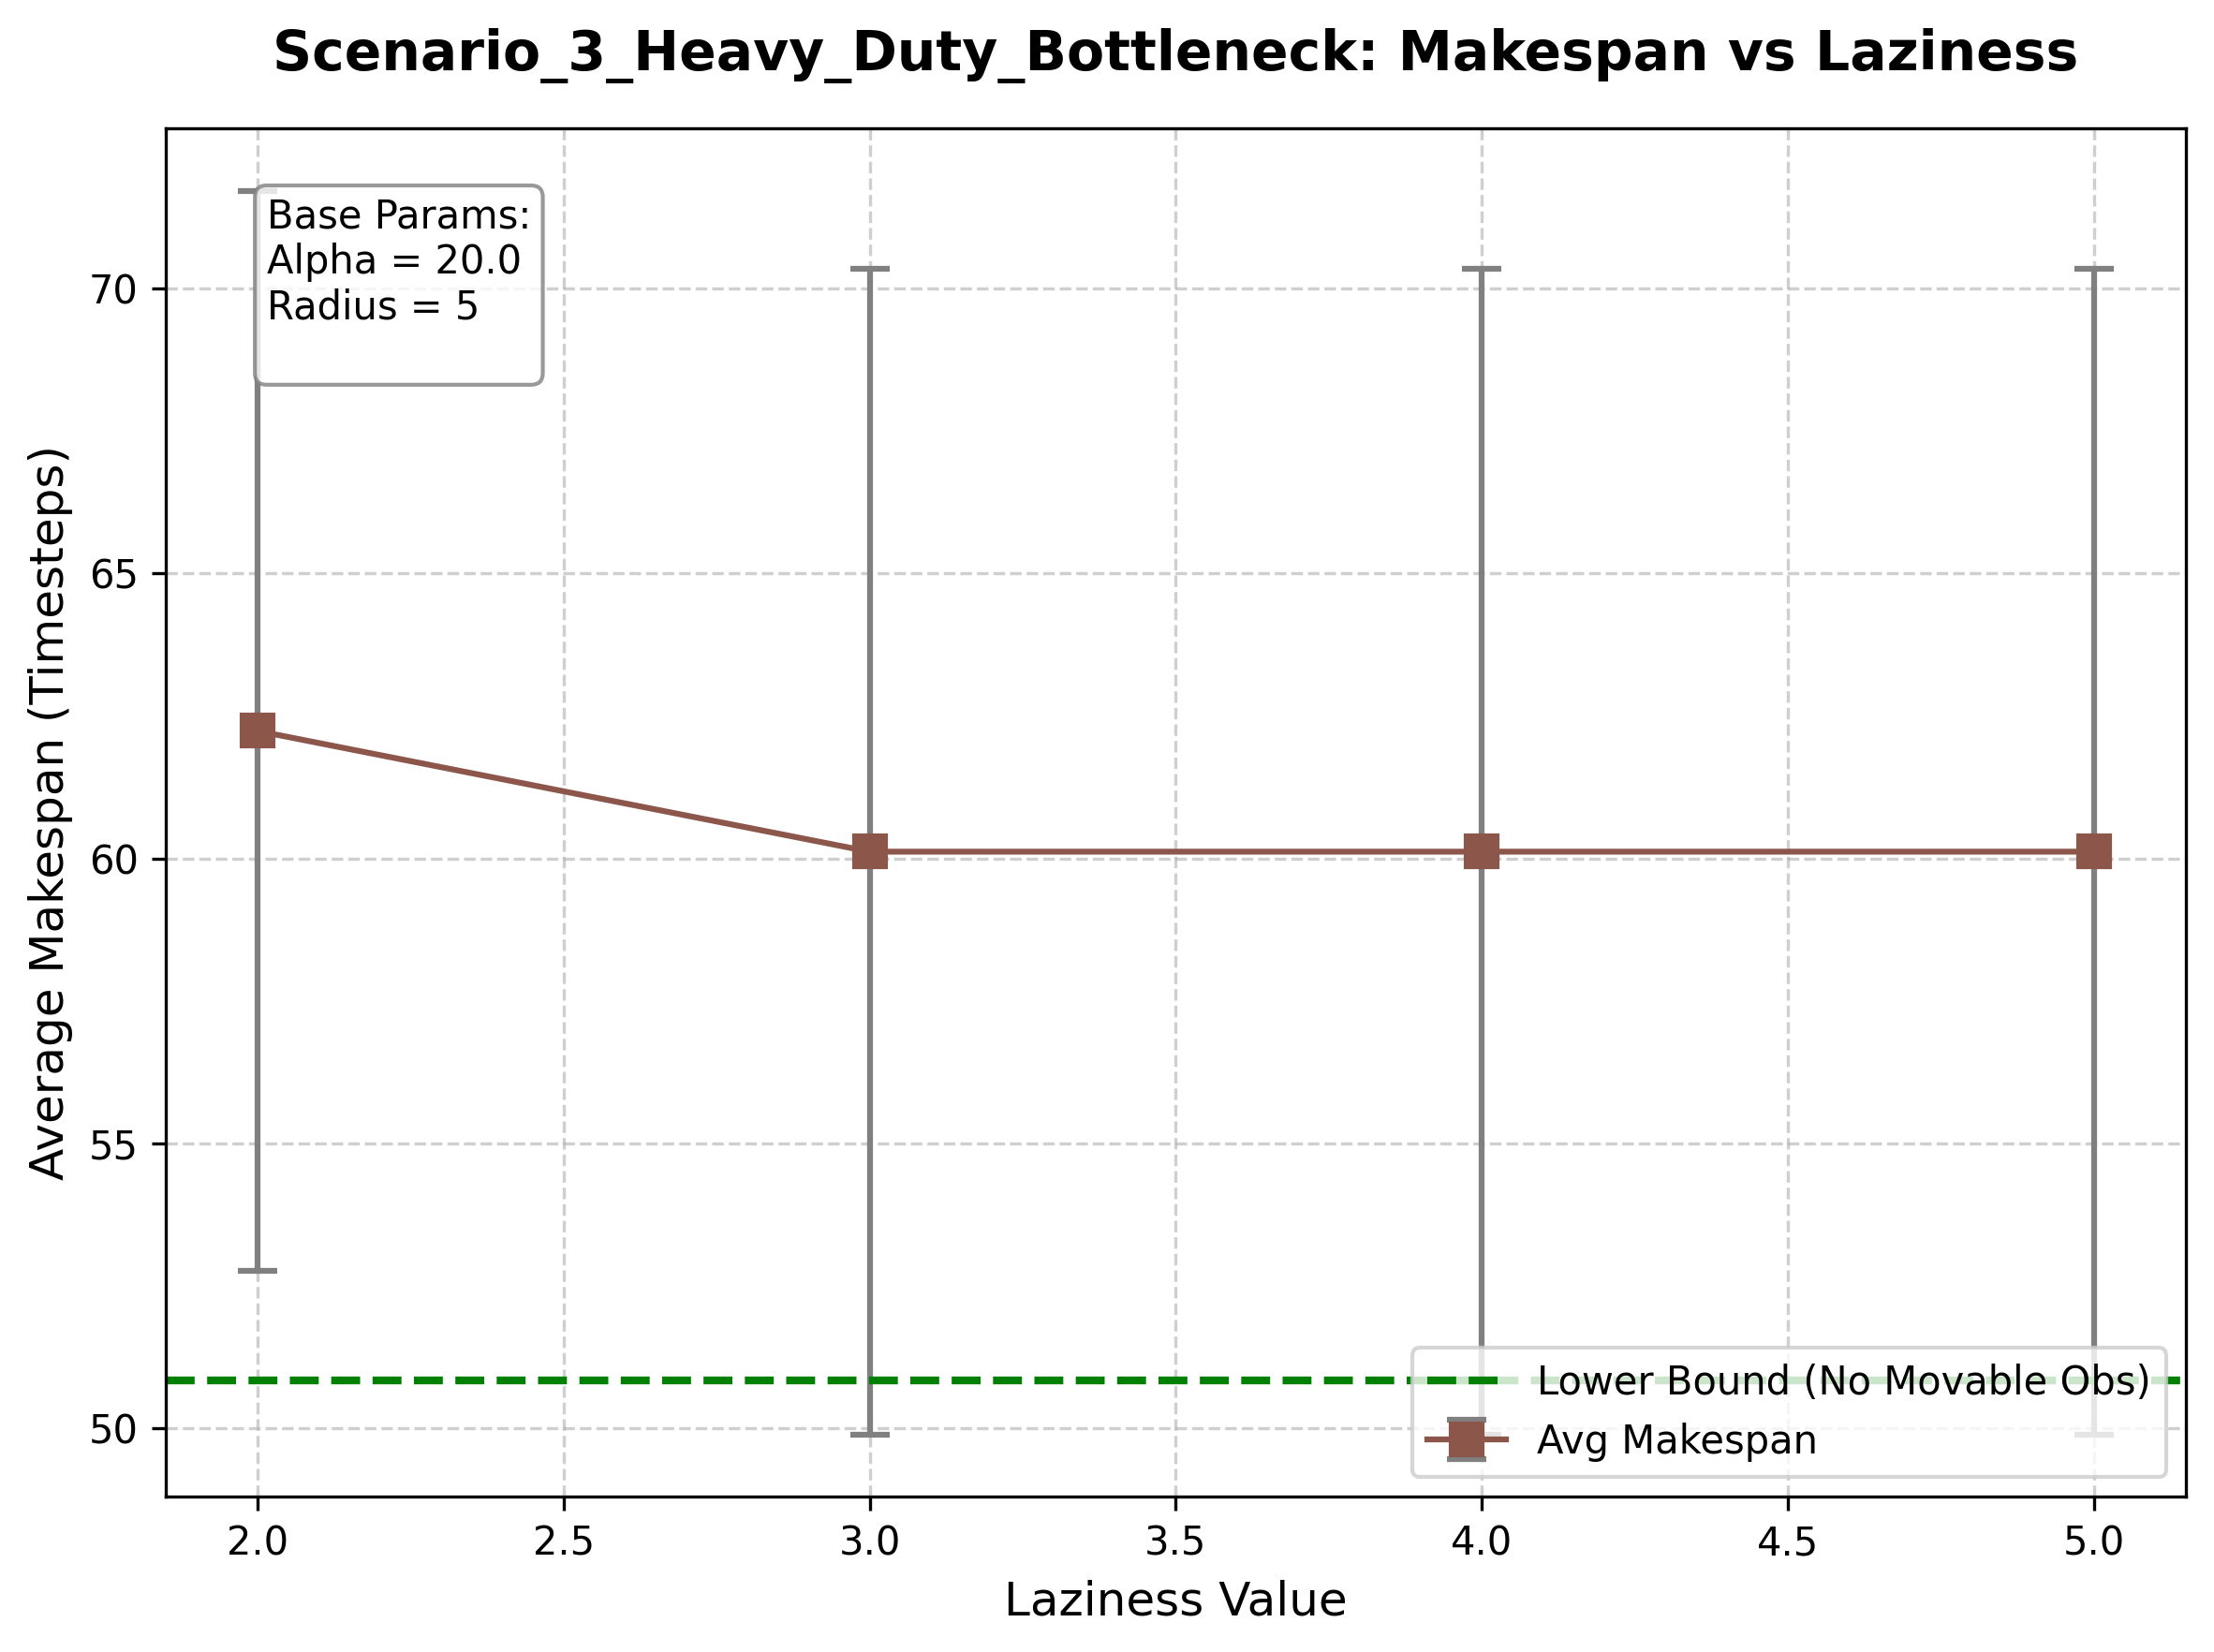 Scenario_3_Heavy_Duty_Bottleneck: Makespan vs Laziness
Base Params:
Alpha = 20.0
Radius = 5
Average Makespan (Timesteps)
70
65
60
55
50
Lower Bound (No Movable Obs)
Avg Makespan
2.0 2.5 3.0 3.5 4.0 4.5 5.0
Laziness Value